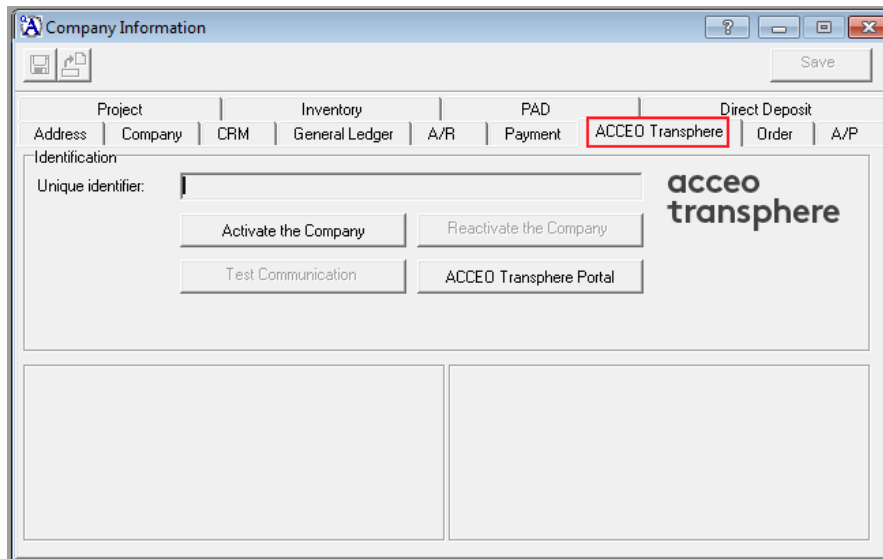 Company Information
Save
Project Inventory PAD Direct Deposit
Address Company CRM General Ledger A/R Payment ACCEO Transphere Order A/P
Identification
Unique identifier:
acceo
transphere
Activate the Company Reactivate the Company
Test Communication ACCEO Transphere Portal